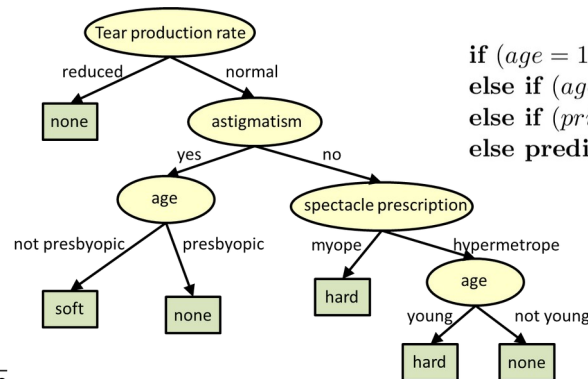 Tear production rate
reduced
normal
none
astigmatism
yes
no
age
spectacle prescription
not presbyopic
presbyopic
myope
hypermetrope
soft
none
hard
age
young
not young
hard
none
if (age = 1
else if (ag
else if (pri
else predi